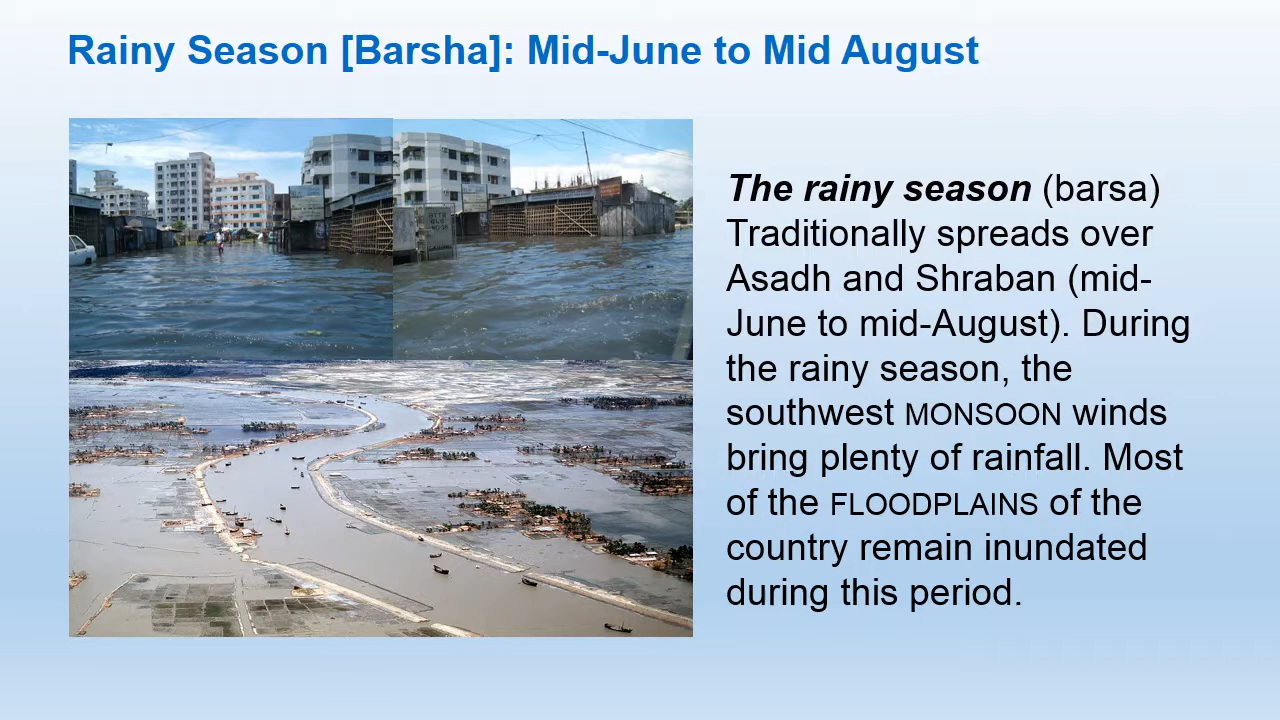 Rainy Season [Barsha]: Mid-June to Mid August
The rainy season (barsa)
Traditionally spreads over
Asadh and Shraban (mid-
June to mid-August). During
the rainy season, the
southwest MONSOON winds
bring plenty of rainfall. Most
of the FLOODPLAINS of the
country remain inundated
during this period.